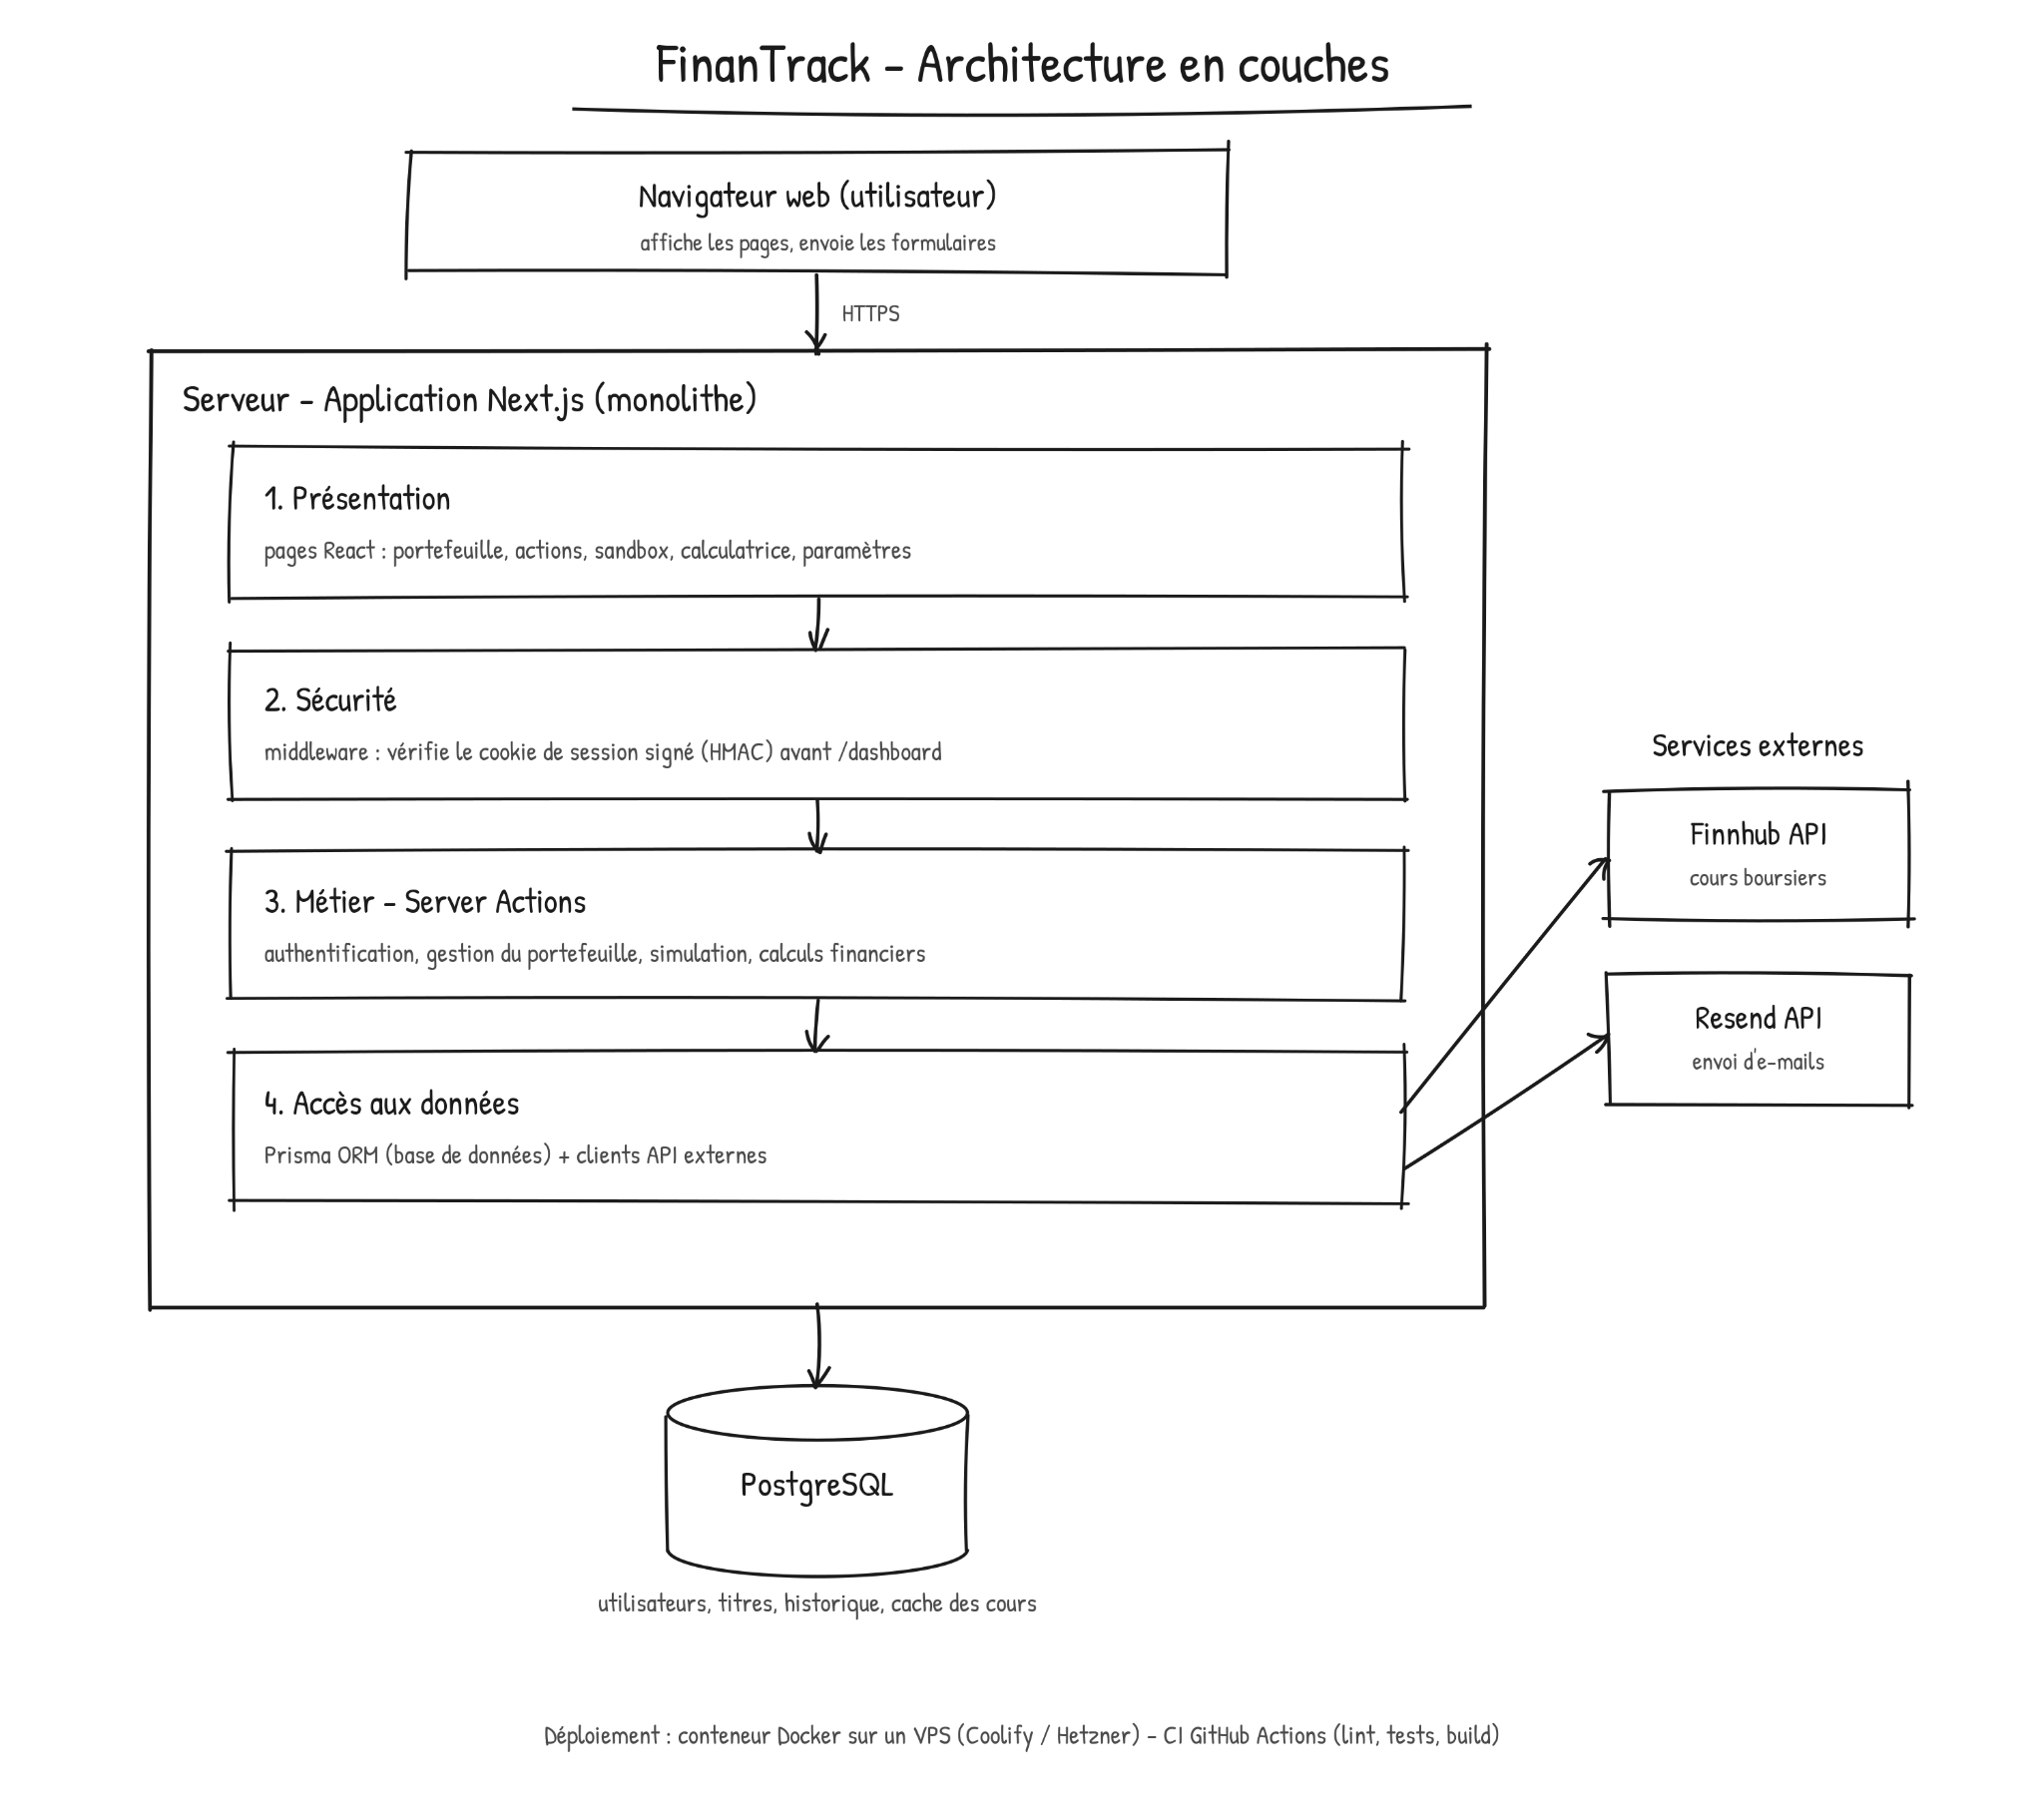 FinanTrack - Architecture en couches
Navigateur web (utilisateur)
affiche les pages, envoie les formulaires
HTTPS
Serveur - Application Next.js (monolithe)
1. Présentation
pages React : portefeuille, actions, sandbox, calculatrice, paramètres
2. Sécurité
middleware : vérifie le cookie de session signé (HMAC) avant /dashboard
3. Métier - Server Actions
authentification, gestion du portefeuille, simulation, calculs financiers
4. Accès aux données
Prisma ORM (base de données) + clients API externes
Services externes
Finnhub API
cours boursiers
Resend API
envoi d'e-mails
PostgreSQL
utilisateurs, titres, historique, cache des cours
Déploiement : conteneur Docker sur un VPS (Coolify / Hetzner) - CI GitHub Actions (lint, tests, build)